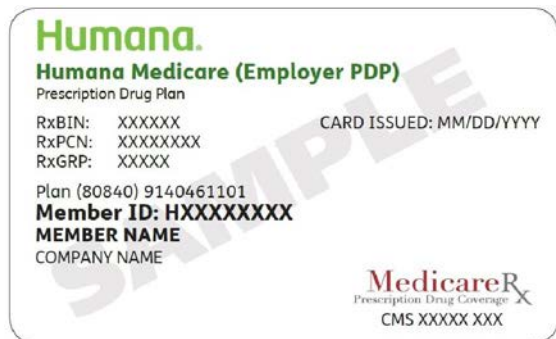 Humana.
Humana Medicare (Employer PDP)
Prescription Drug Plan
RxBIN: XXXXXX CARD ISSUED: MM/DD/YYYY
RxPCN: XXXXXXXX
RxGRP: XXXXX
Plan (80840) 9140461101
Member ID: HXXXXXXXX
MEMBER NAME
COMPANY NAME
SAMPLE
MedicareRx
Prescription Drug Coverage
CMS XXXXX XXX